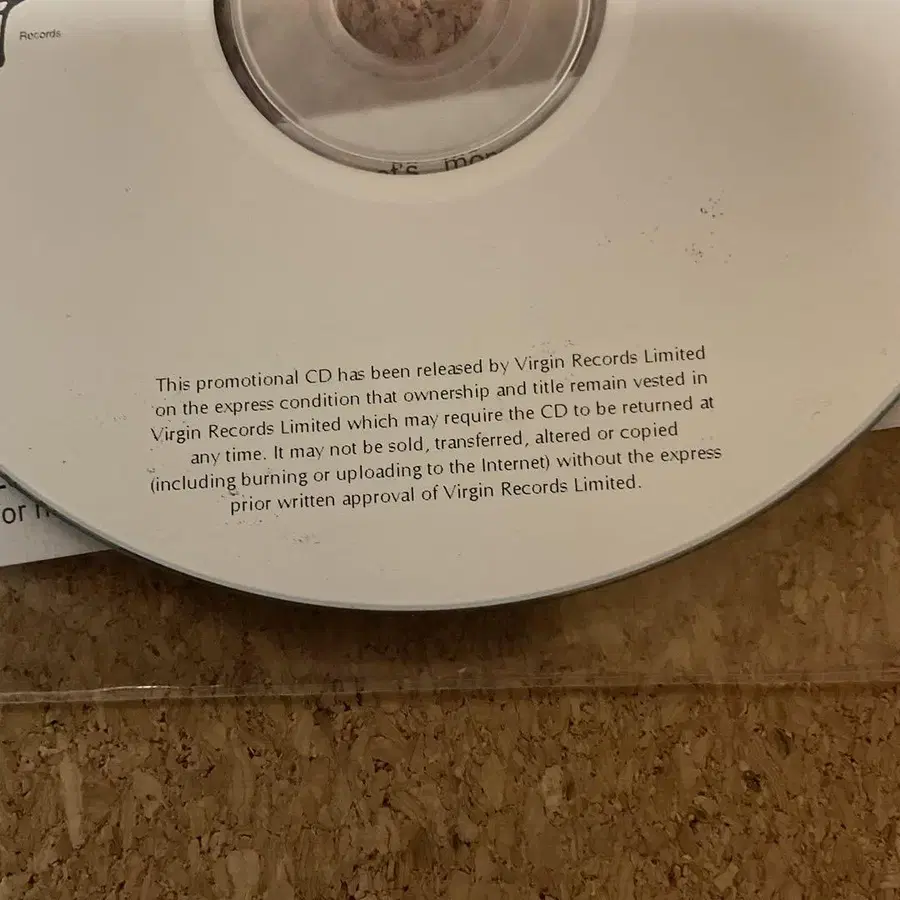 Records
This promotional CD has been released by Virgin Records Limited
on the express condition that ownership and title remain vested in
Virgin Records Limited which may require the CD to be returned at
any time. It may not be sold, transferred, altered or copied
(including burning or uploading to the Internet) without the express
prior written approval of Virgin Records Limited.
or